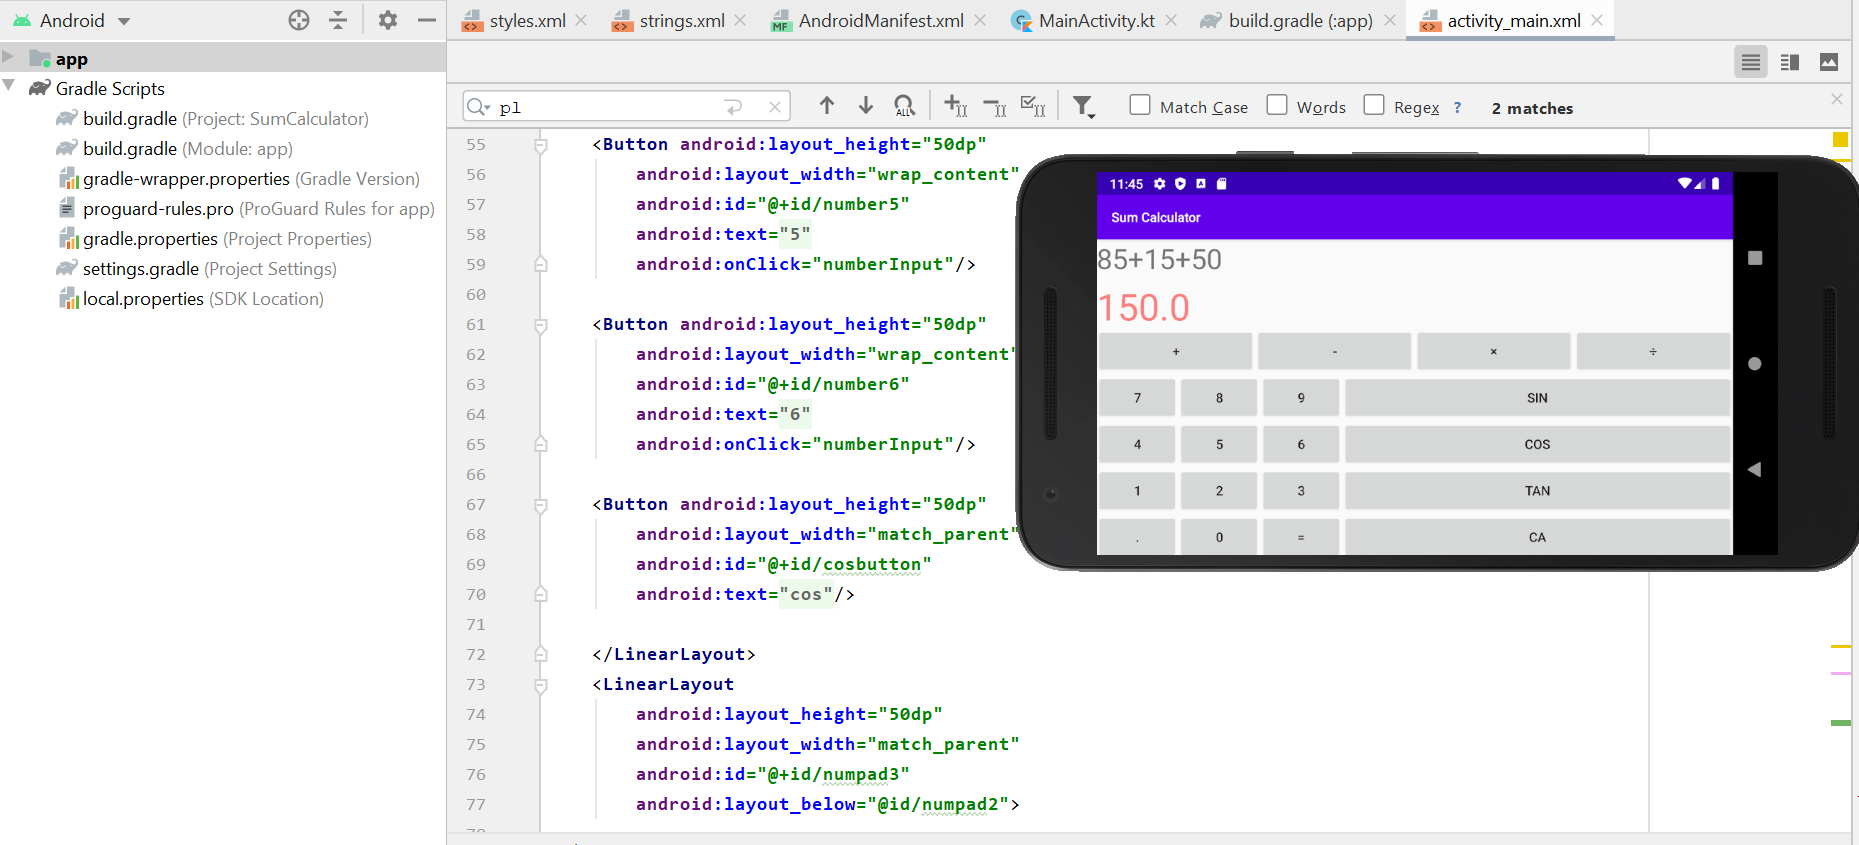 Android
styles.xml
strings.xml
MF AndroidManifest.xml
MainActivity.kt
build.gradle (:app)
activity_main.xml
app
Gradle Scripts
build.gradle (Project: SumCalculator)
build.gradle (Module: app)
gradle-wrapper.properties (Gradle Version)
proguard-rules.pro (ProGuard Rules for app)
gradle.properties (Project Properties)
settings.gradle (Project Settings)
local.properties (SDK Location)
pl
ALL
Match Case
Words
Regex ?
2 matches
55 <Button android:layout_height="50dp"
56 android:layout_width="wrap_content"
57 android:id="@+id/number5"
58 android:text="5"
59 android:onClick="numberInput"/>
60
61 <Button android:layout_height="50dp"
62 android:layout_width="wrap_content"
63 android:id="@+id/number6"
64 android:text="6"
65 android:onClick="numberInput"/>
66
67 <Button android:layout_height="50dp"
68 android:layout_width="match_parent"
69 android:id="@+id/cosbutton"
70 android:text="cos"/>
71
72 </LinearLayout>
73 <LinearLayout
74 android:layout_height="50dp"
75 android:layout_width="match_parent"
76 android:id="@+id/numpad3"
77 android:layout_below="@id/numpad2">
11:45
Sum Calculator
85+15+50
150.0
+ - × ÷
7 8 9 SIN
4 5 6 COS
1 2 3 TAN
. 0 = CA